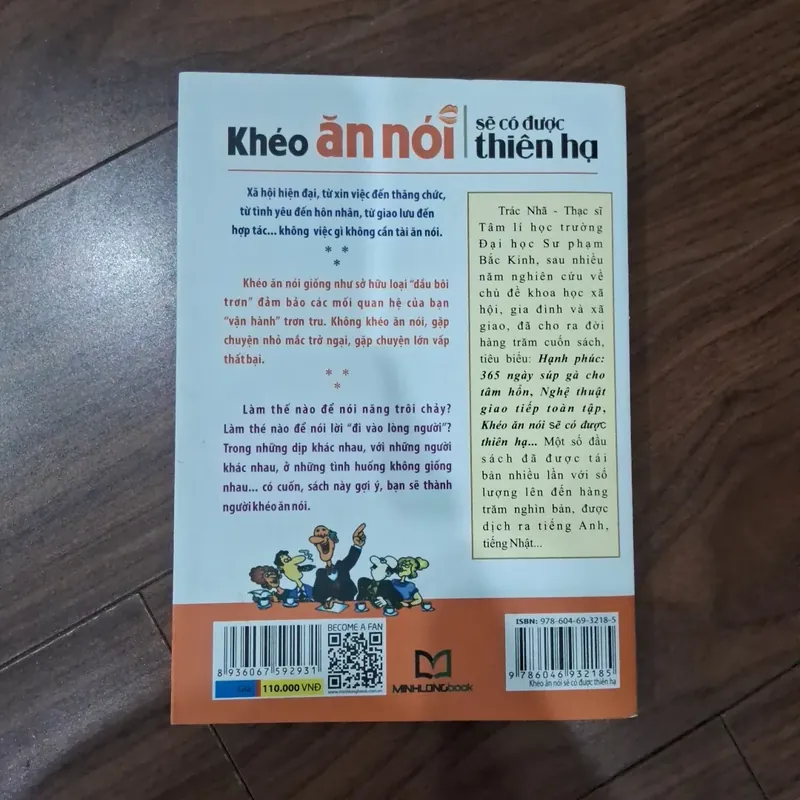 Khéo ăn nói sẽ có được
thiên hạ
Xã hội hiện đại, từ xin việc đến thăng chức,
từ tình yêu đến hôn nhân, từ giao lưu đến
hợp tác... không việc gì không cần tài ăn nói.
* *
*
Khéo ăn nói giống như sở hữu loại "dầu bôi
trơn" đảm bảo các mối quan hệ của bạn
"vận hành" trơn tru. Không khéo ăn nói, gặp
chuyện nhỏ mắc trở ngại, gặp chuyện lớn vấp
thất bại.
* *
*
Làm thế nào để nói năng trôi chảy?
Làm thé nào để nói lời "đi vào lòng người"?
Trong những dịp khác nhau, với những người
khác nhau, ở những tình huống không giống
nhau... có cuốn, sách này gợi ý, bạn sẽ thành
người khéo ăn nói.
Trác Nhã - Thạc sĩ
Tâm lí học trường
Đại học Sư phạm
Bắc Kinh, sau nhiều
năm nghiên cứu về
chủ đề khoa học xã
hội, gia đình và xã
giao, đã cho ra đời
hàng trăm cuốn sách,
tiêu biểu: Hạnh phúc:
365 ngày súp gà cho
tâm hồn, Nghệ thuật
giao tiếp toàn tập,
Khéo ăn nói sẽ có được
thiên hạ... Một số đầu
sách đã được tái
bản nhiều lần với số
lượng lên đến hàng
trăm nghìn bản, được
dịch ra tiếng Anh,
tiếng Nhật...
8 936067 592931
110.000 VNĐ
BECOME A FAN
www.minhlongbook.com.vn
MINHLONGbook
ISBN: 978-604-69-3218-5
9 786046 932185
Khéo ăn nói sẽ có được thiên hạ